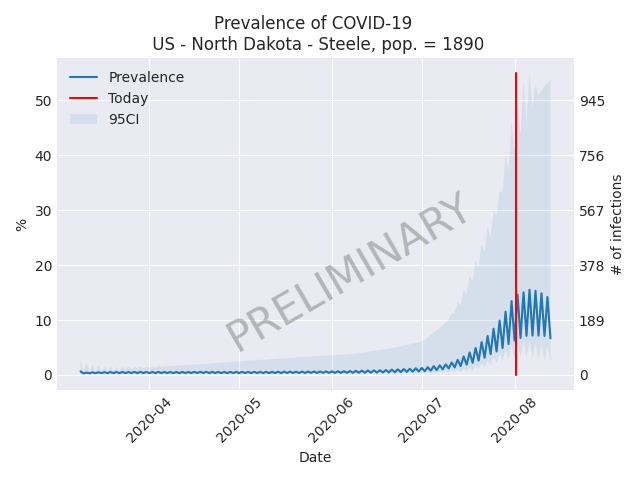 Prevalence of COVID-19
US - North Dakota - Steele, pop. = 1890
Prevalence
Today
95CI
PRELIMINARY
%
50
40
30
20
10
0
# of infections
945
756
567
378
189
0
2020-04
2020-05
2020-06
2020-07
2020-08
Date